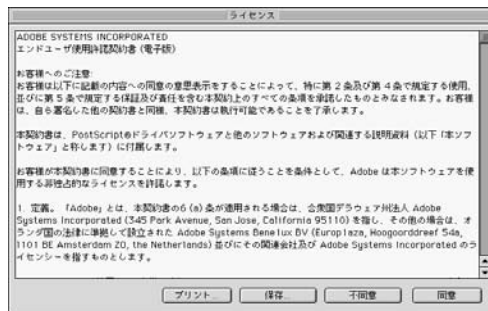 ライセンス
ADOBE SYSTEMS INCORPORATED
エンドユーザ使用許諾契約書 (電子版)
お客様へのご注意:
お客様は以下に記載の内容への同意の意思表示をすることによって、特に第 2 条及び第 4 条で規定する使用、
並びに第 5 条で規定する保証及び責任を含む本契約上のすべての条項を承諾したものとみなされます。お客様
は、自ら署名した他の契約書と同様、本契約書は執行可能であることを了承します。
本契約書は、PostScript®ドライバソフトウェアと他のソフトウェアおよび関連する説明資料 (以下「本ソフ
トウェア」と称します) に付属します。
お客様が本契約書に同意することにより、以下の条項に従うことを条件として、Adobe は本ソフトウェアを使
用する非独占的なライセンスを許諾します。
1. 定義。「Adobe」とは、本契約書の6 (a) 条が適用される場合は、合衆国デラウェア州法人 Adobe
Systems Incorporated (345 Park Avenue, San Jose, California 95110) を指し、その他の場合は、オ
ランダ国の法律に準拠して設立された Adobe Systems Benelux BV (Europlaza, Hoogoorddreef 54a,
1101 BE Amsterdam ZO, the Netherlands) 並びにその関連会社及び Adobe Systems Incorporated のラ
イセンシーを指すものとします。
プリント... 保存... 不同意 同意